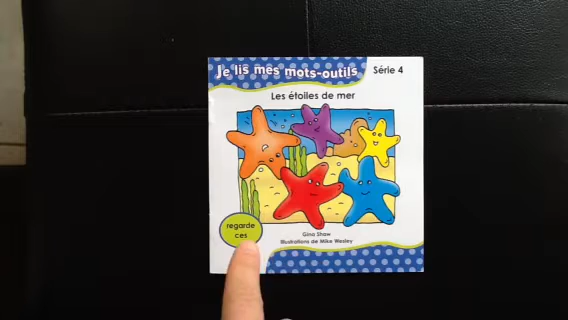 Je lis mes mots-outils
Série 4
Les étoiles de mer
regarde
ces
Gina Shaw
Illustrations de Mike Wesley